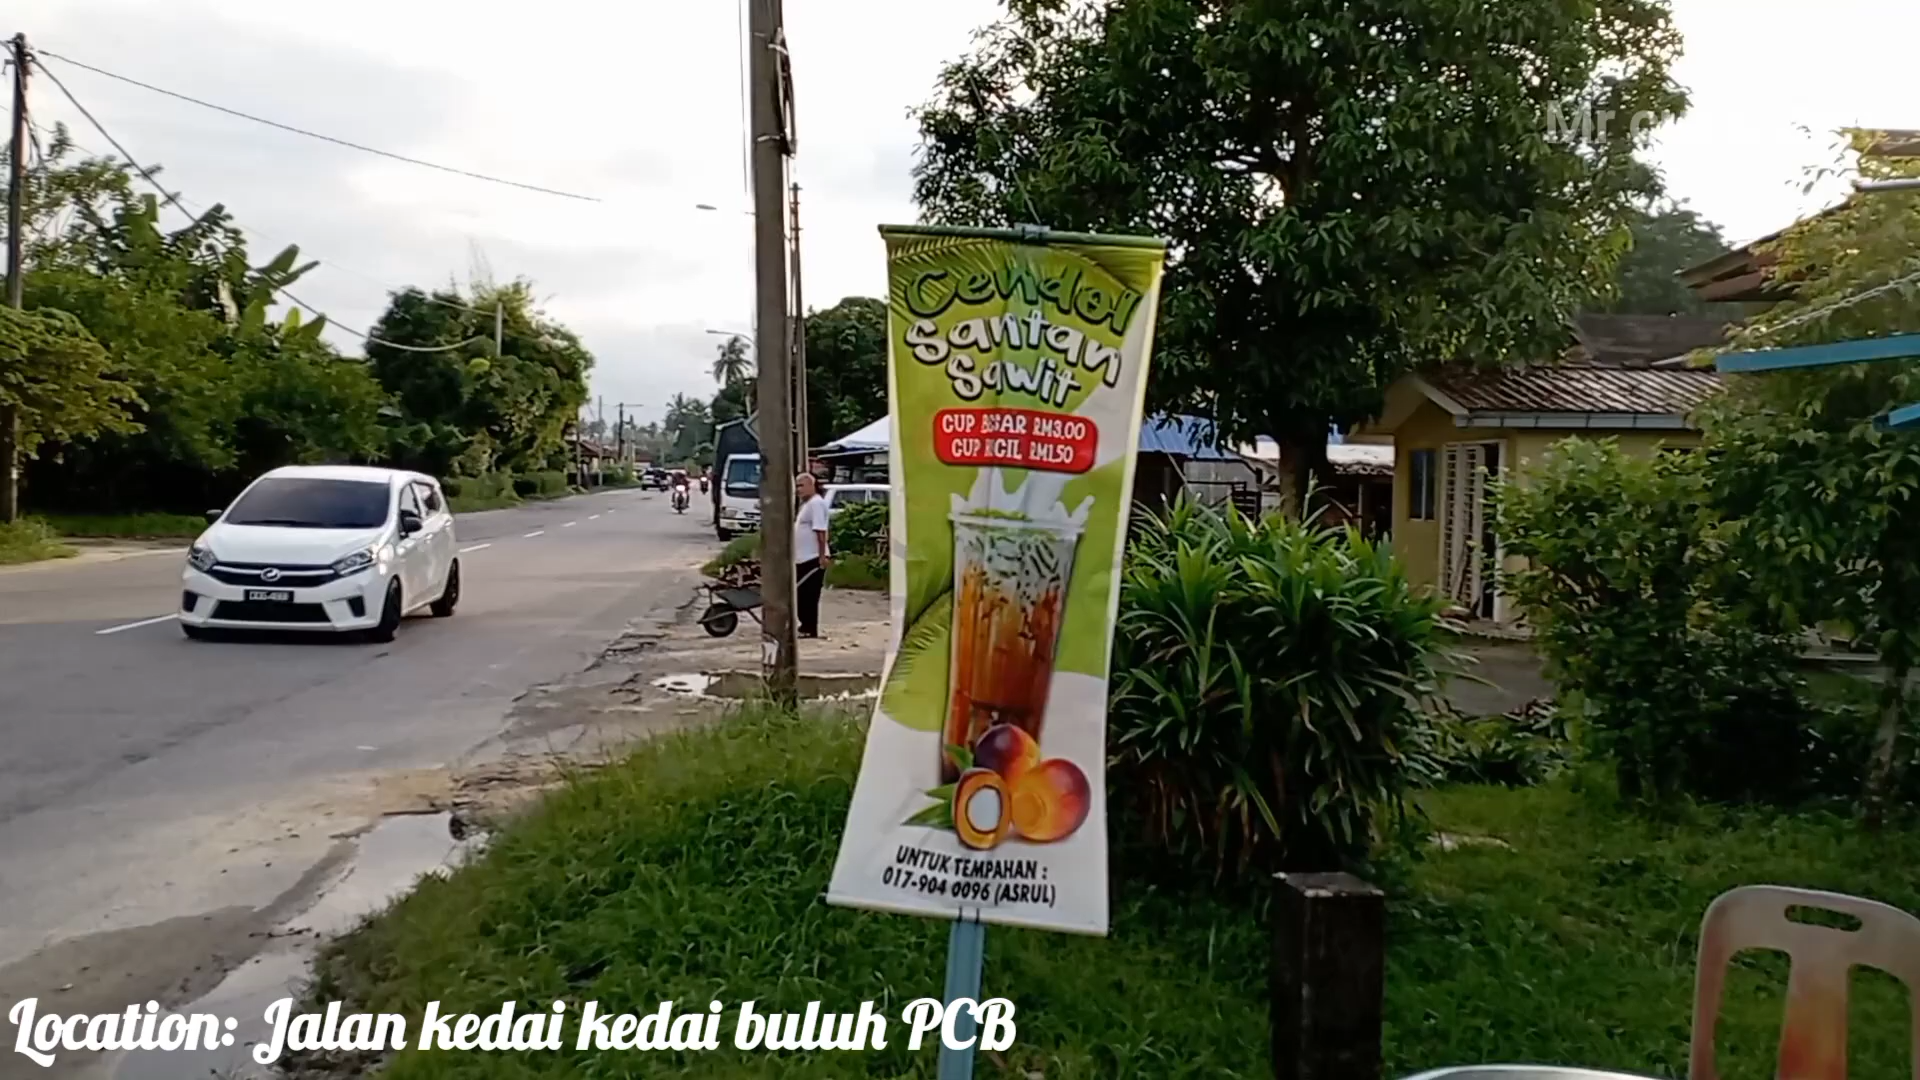 Cendol
Santan
Sawit
CUP BESAR RM3.00
CUP KECIL RM1.50
UNTUK TEMPAHAN :
017-904 0096 (ASRUL)
Location: Jalan kedai kedai buluh PCB